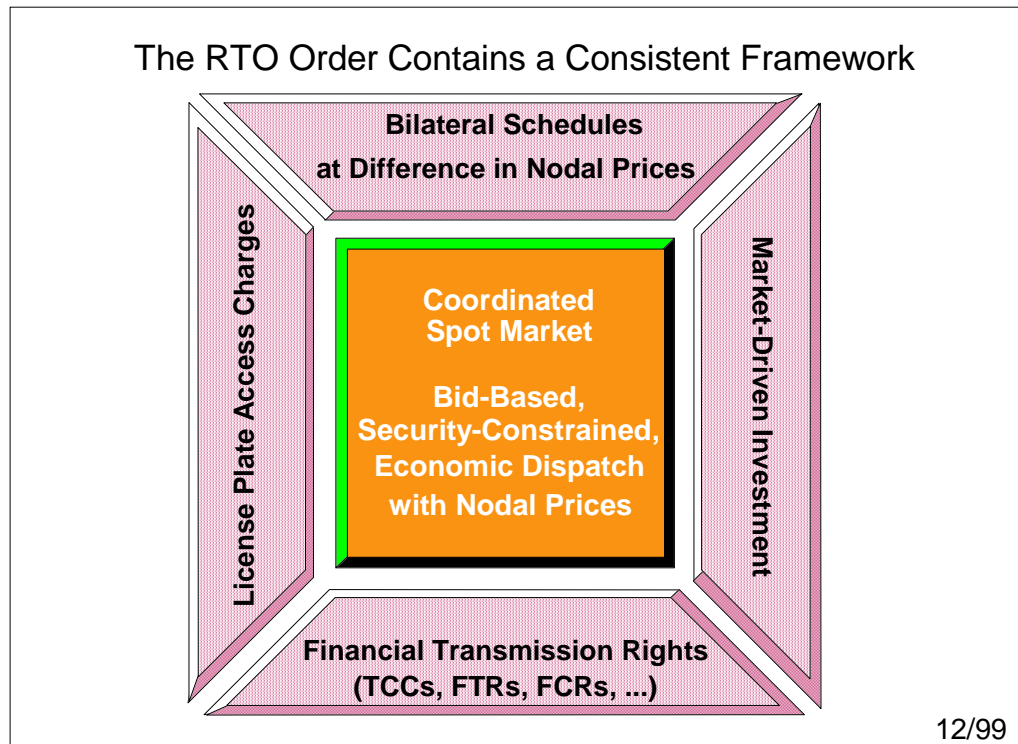 The RTO Order Contains a Consistent Framework
Bilateral Schedules
at Difference in Nodal Prices
License Plate Access Charges
Coordinated
Spot Market
Bid-Based,
Security-Constrained,
Economic Dispatch
with Nodal Prices
Market-Driven Investment
Financial Transmission Rights
(TCCs, FTRs, FCRs, ...)
12/99